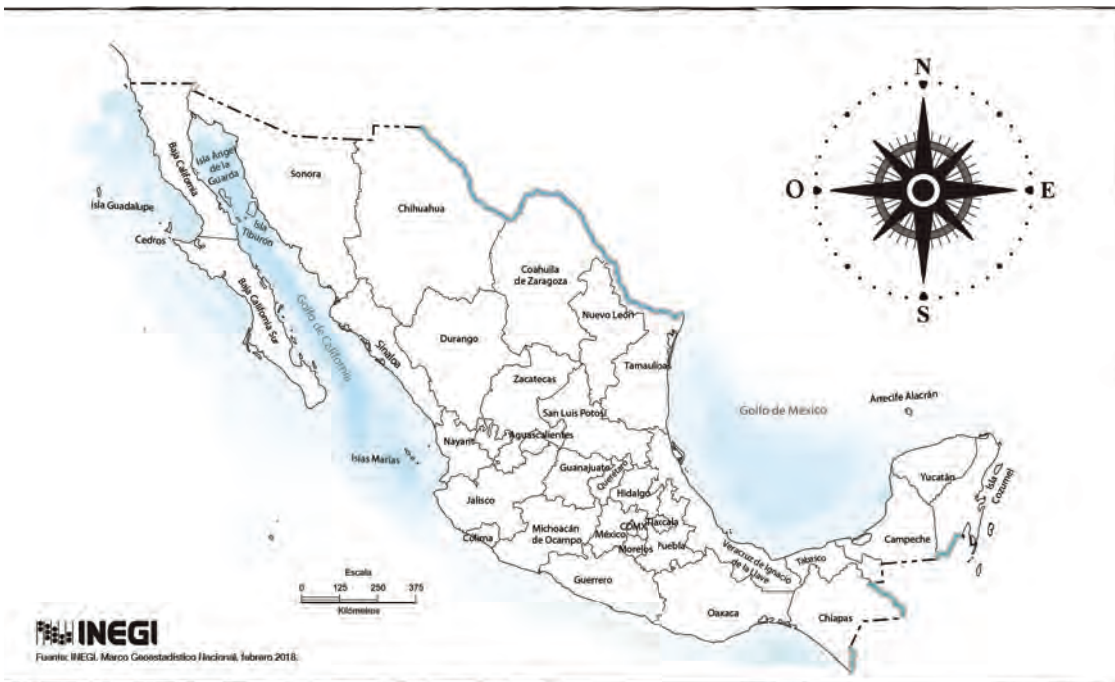 N
O
E
S
Baja California
Isla Ángel
de la
Guarda
Sonora
Isla Guadalupe
Isla
Tiburón
Chihuahua
Cedros
Coahuila
de Zaragoza
Baja California Sur
Golfo de California
Nuevo León
Sinaloa
Durango
Tamaulipas
Zacatecas
Golfo de México
Arrecife Alacrán
San Luis Potosí
Nayarit
Aguascalientes
Islas Marías
Guanajuato
Querétaro
Yucatán
Isla
Cozumel
Hidalgo
Jalisco
Michoacán
de Ocampo
México
CDMX
Tlaxcala
Colima
Morelos
Puebla
Veracruz de Ignacio
de la Llave
Tabasco
Campeche
Guerrero
Oaxaca
Chiapas
Escala
0 125 250 375
Kilómetros
INEGI
Fuente: INEGI. Marco Geoestadístico Nacional, febrero 2018.